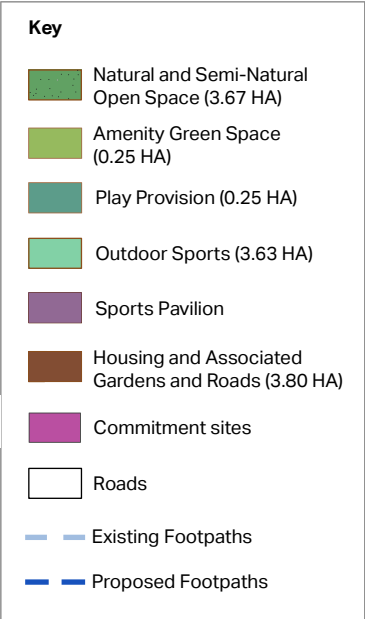 Key
Natural and Semi-Natural
Open Space (3.67 HA)
Amenity Green Space
(0.25 HA)
Play Provision (0.25 HA)
Outdoor Sports (3.63 HA)
Sports Pavilion
Housing and Associated
Gardens and Roads (3.80 HA)
Commitment sites
Roads
Existing Footpaths
Proposed Footpaths